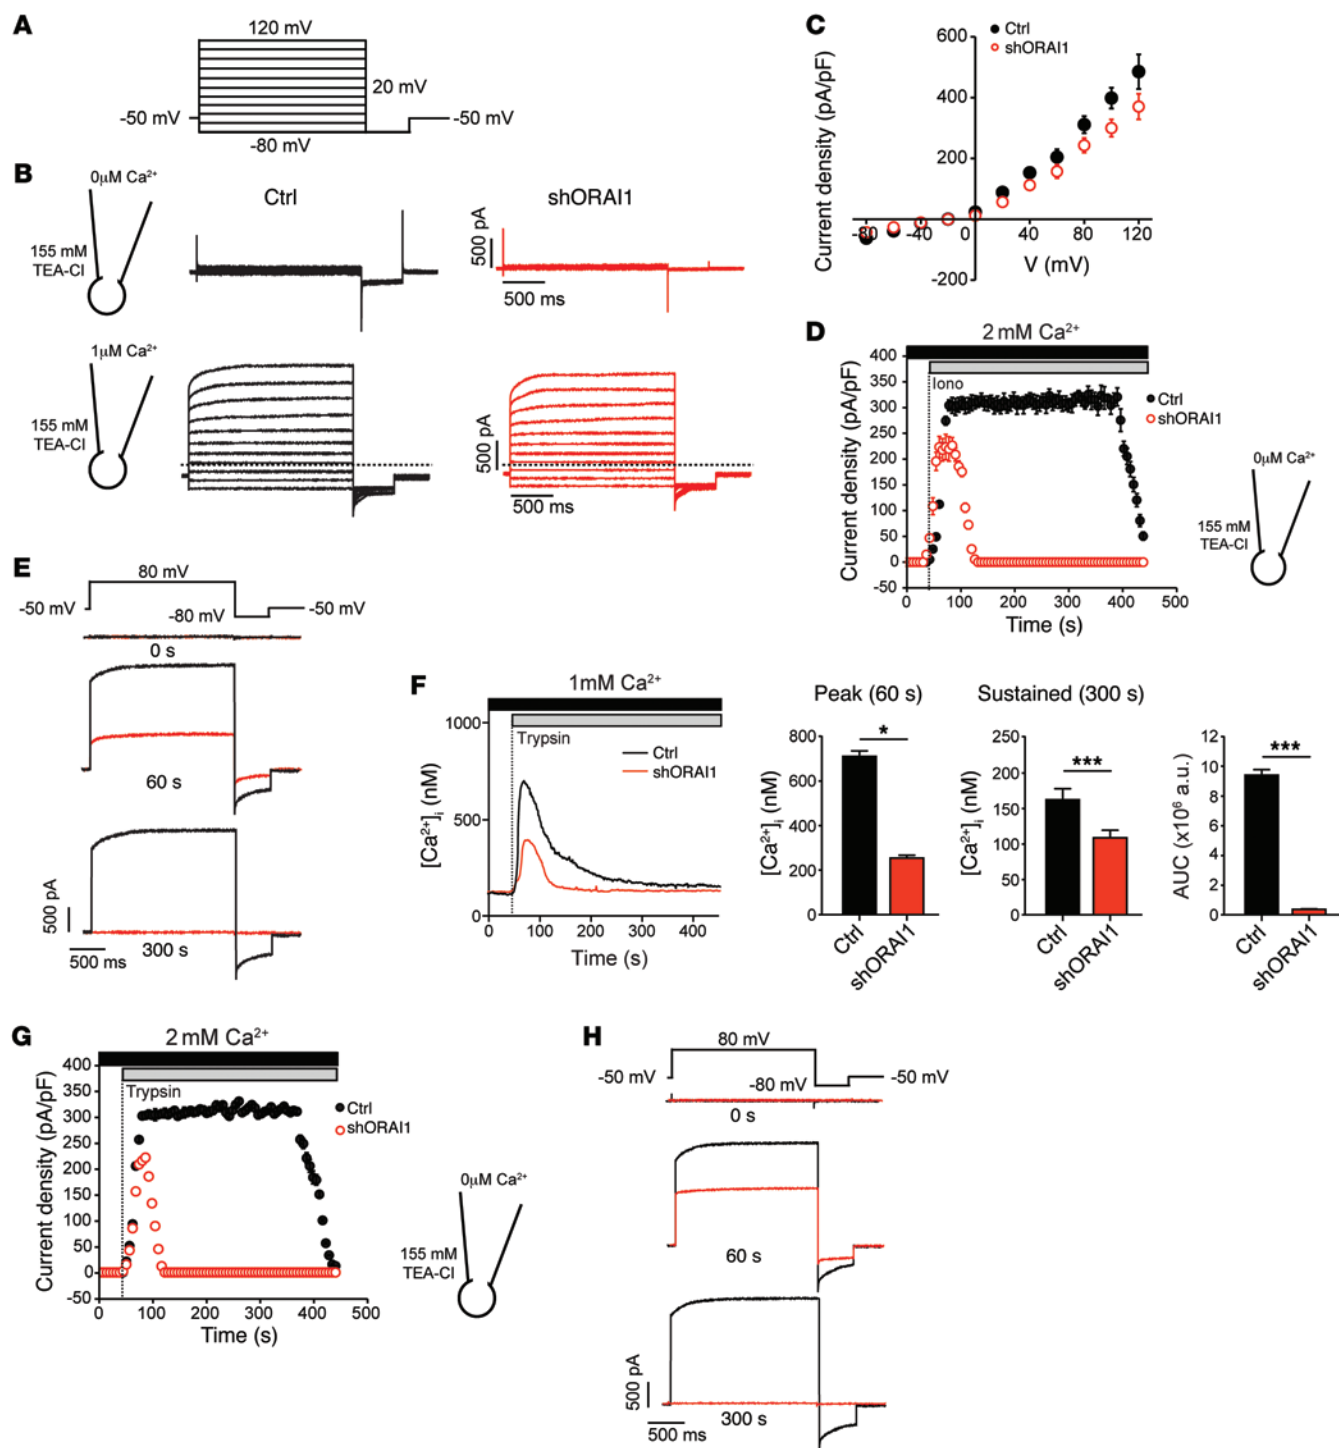 A
120 mV
20 mV
-50 mV
-50 mV
-80 mV
B
0μM Ca²⁺
155 mM
TEA-Cl
Ctrl
shORAI1
500 pA
500 ms
1μM Ca²⁺
155 mM
TEA-Cl
500 pA
500 ms
C
Ctrl
shORAI1
Current density (pA/pF)
600
400
200
-200
-80
-40
0
40
80
120
V (mV)
D
2 mM Ca²⁺
Iono
Ctrl
shORAI1
Current density (pA/pF)
400
350
300
250
200
150
100
50
0
-50
0
100
200
300
400
500
Time (s)
0μM Ca²⁺
155 mM
TEA-Cl
E
80 mV
-50 mV
-80 mV
-50 mV
0 s
60 s
300 s
500 pA
500 ms
F
1mM Ca²⁺
Trypsin
Ctrl
shORAI1
[Ca²⁺]i (nM)
1000
500
0
0
100
200
300
400
Time (s)
Peak (60 s)
*
[Ca²⁺]i (nM)
800
600
400
200
0
Ctrl
shORAI1
Sustained (300 s)
***
[Ca²⁺]i (nM)
250
200
150
100
50
0
Ctrl
shORAI1
***
AUC (x10⁶ a.u.)
12
10
8
6
4
2
0
Ctrl
shORAI1
G
2 mM Ca²⁺
Trypsin
Ctrl
shORAI1
Current density (pA/pF)
400
350
300
250
200
150
100
50
0
-50
0
100
200
300
400
500
Time (s)
0μM Ca²⁺
155 mM
TEA-Cl
H
80 mV
-50 mV
-80 mV
-50 mV
0 s
60 s
300 s
500 pA
500 ms